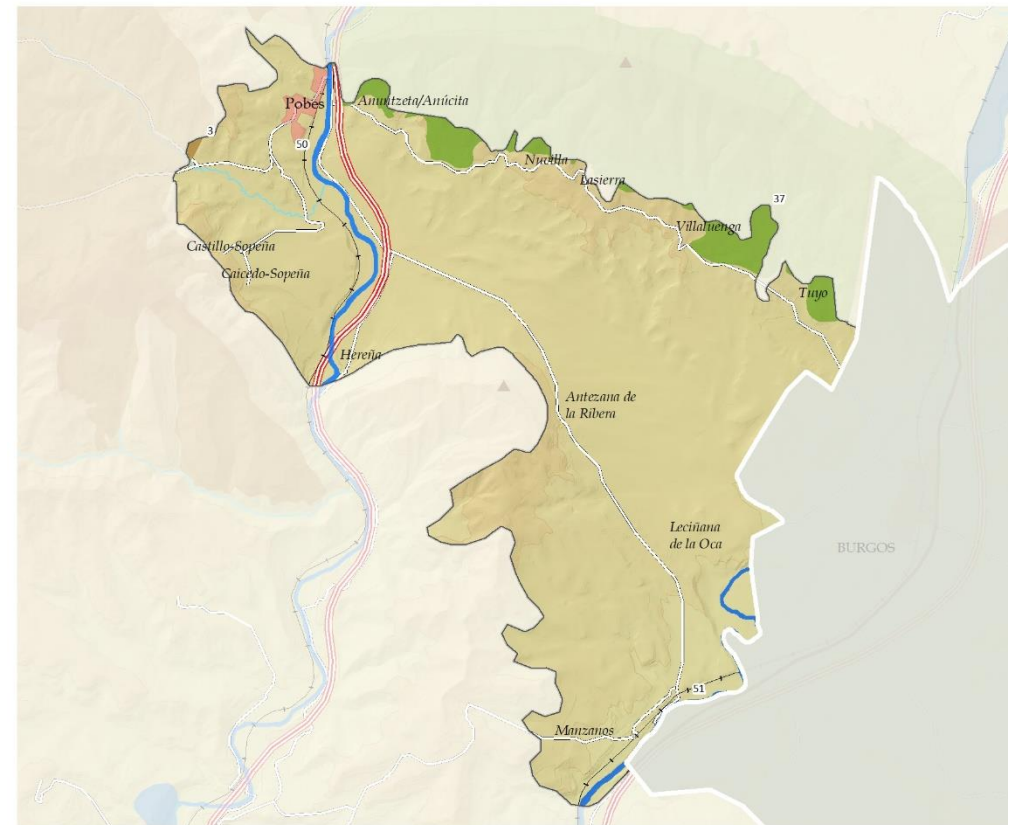 3
Pobes
Anuntzeta/Anúcita
50
Nuvilla
Lasierra
37
Villaluenga
Castillo-Sopeña
Caicedo-Sopeña
Tuyo
Hereña
Antezana de
la Ribera
Leciñana
de la Oca
BURGOS
51
Manzanos